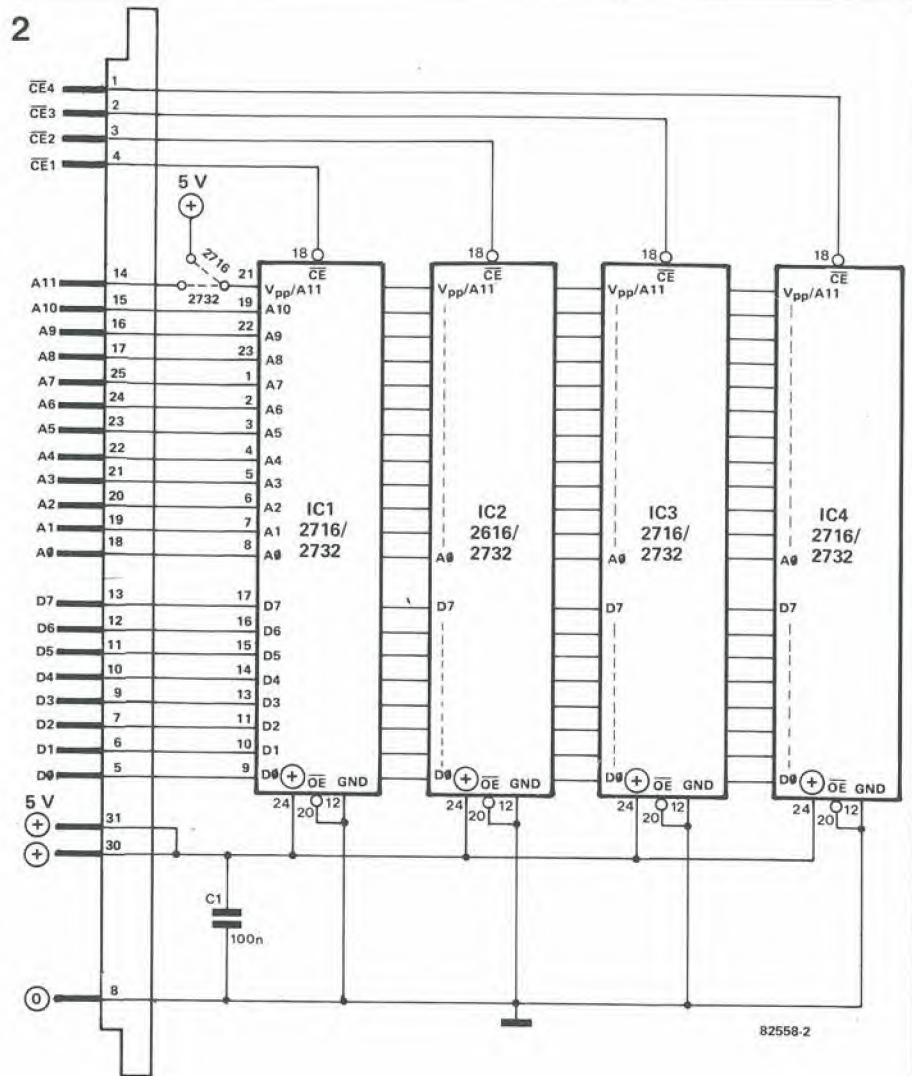 2
CE4 1
CE3 2
CE2 3
CE1 4
5 V
+
2716
2732
18 18 18 18
CE CE CE CE
A11 14 21 Vpp/A11 Vpp/A11 Vpp/A11 Vpp/A11
A10 15 19 A10
A9 16 22 A9
A8 17 23 A8
A7 25 1 A7
A6 24 2 A6
A5 23 3 A5
A4 22 4 A4
A3 21 5 A3
A2 20 6 A2
A1 19 7 A1
A0 18 8 A0 A0 A0 A0
IC1
2716/
2732
IC2
2616/
2732
IC3
2716/
2732
IC4
2716/
2732
D7 13 17 D7 D7 D7 D7
D6 12 16 D6
D5 11 15 D5
D4 10 14 D4
D3 9 13 D3
D2 7 11 D2
D1 6 10 D1
D0 5 9 D0 D0 D0 D0
+ OE GND + OE GND + OE GND + OE GND
24 20 12 24 20 12 24 20 12 24 20 12
5 V
+ 31
+ 30
C1
100n
0 8
82558-2